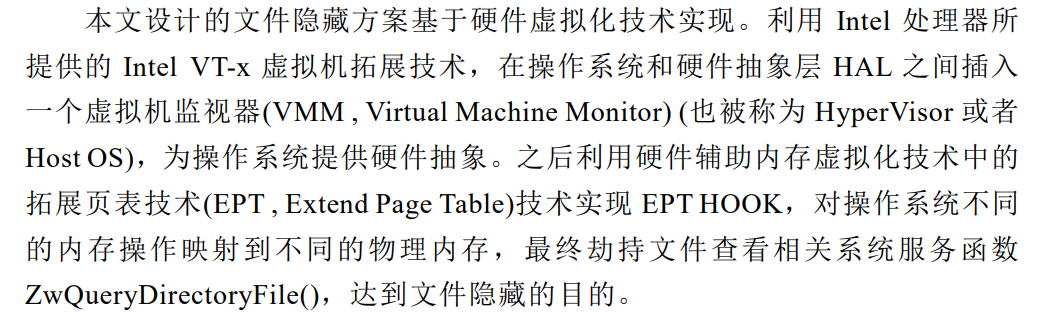 本文设计的文件隐藏方案基于硬件虚拟化技术实现。利用 Intel 处理器所
提供的 Intel VT-x 虚拟机拓展技术，在操作系统和硬件抽象层 HAL 之间插入
一个虚拟机监视器(VMM , Virtual Machine Monitor) (也被称为 HyperVisor 或者
Host OS)，为操作系统提供硬件抽象。之后利用硬件辅助内存虚拟化技术中的
拓展页表技术(EPT , Extend Page Table)技术实现 EPT HOOK，对操作系统不同
的内存操作映射到不同的物理内存，最终劫持文件查看相关系统服务函数
ZwQueryDirectoryFile()，达到文件隐藏的目的。